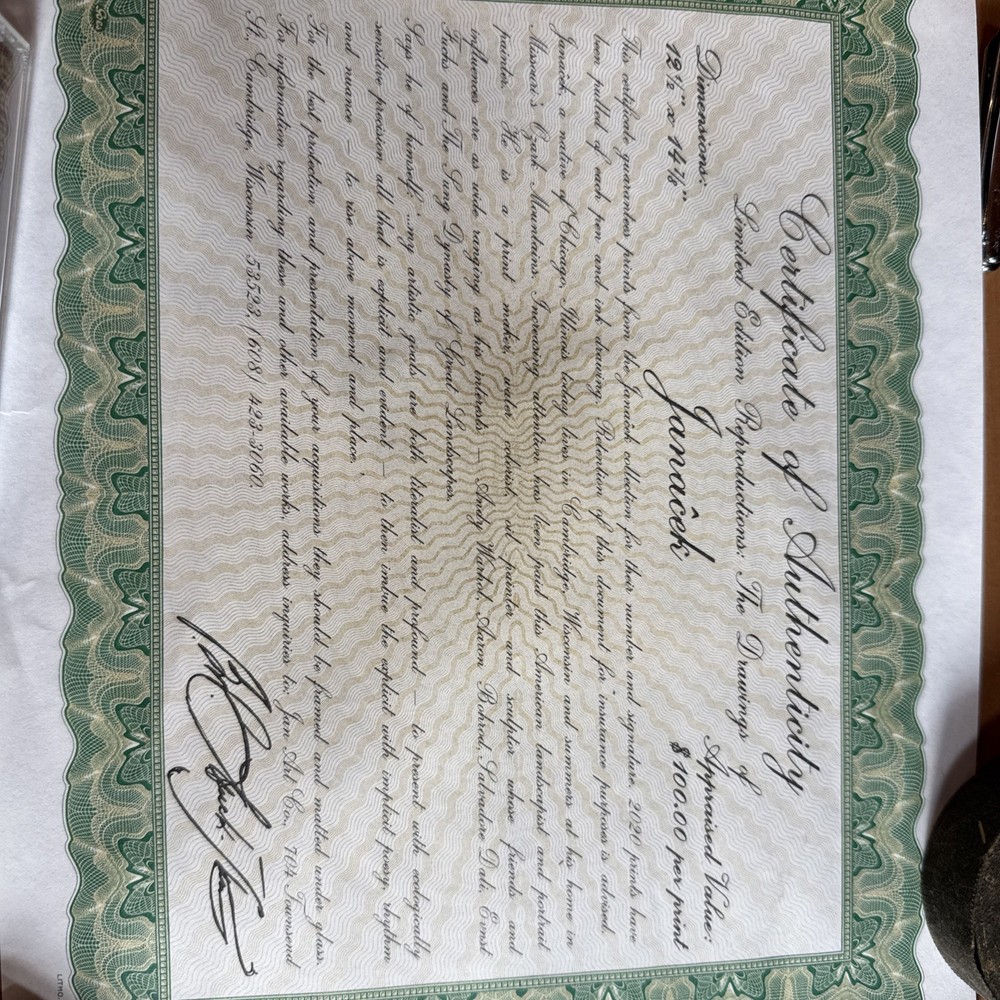 Certificate of Authenticity
Limited Edition Reproductions: The Drawings of
Dimensions:
12½" x 14⅞"
Appraised Value:
$100.00 per print
Janaček
This certificate guarantees prints from the Janaček collection for their number and signature. 2020 prints have
been pulled of each pen and ink drawing. Retention of this document for insurance purposes is advised.
Janaček, a native of Chicago, Illinois today lives in Cambridge, Wisconsin and summers at his home in
Missouri's Ozark Mountains. Increasing attention has been paid this American landscapist and portrait
painter. He is a print maker, water colorist, oil painter and sculptor whose friends and
influences are as wide ranging as his interests — Andy Warhol, Aaron Bohrod, Salvadore Dali, Ernst
Fuchs and The Sung Dynasty of Great Landscapes.
Says he of himself: "..my artistic goals are both literalist and profound — to present with ecologically
sensitive precision all that is explicit and evident — to then imbue the explicit with implicit poesy, rhythm
and nuance — to rise above moment and place."
For the best protection and presentation of your acquisitions they should be framed and matted under glass.
For information regarding these and other available works, address inquiries to: Jan Art Co., 704 Townsend
St., Cambridge, Wisconsin 53523, (608) 423-3060.
LITHO.